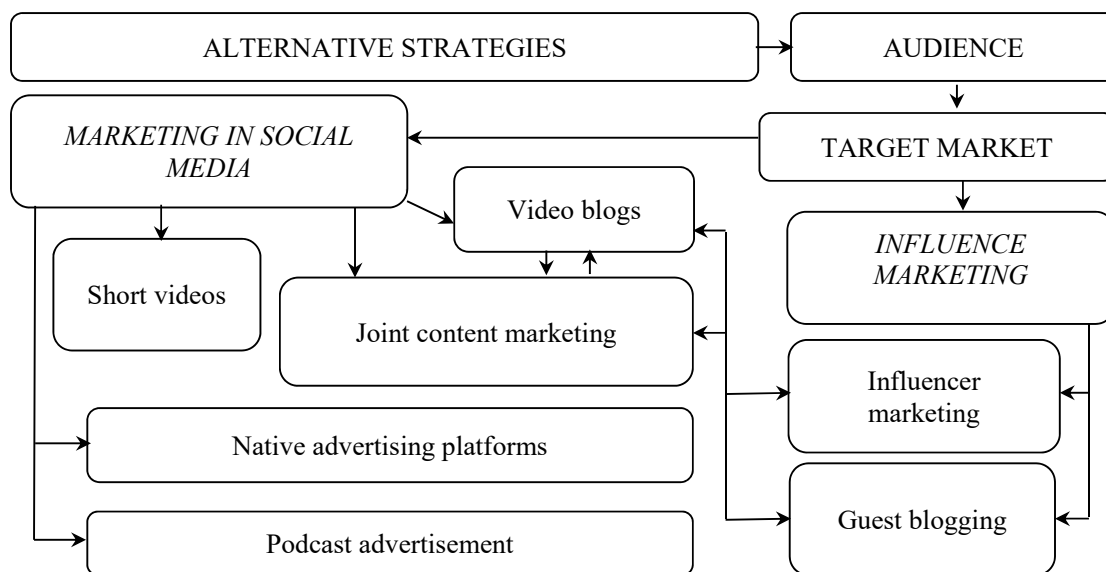 ALTERNATIVE STRATEGIES
AUDIENCE
MARKETING IN SOCIAL
MEDIA
TARGET MARKET
Video blogs
INFLUENCE
MARKETING
Short videos
Joint content marketing
Influencer
marketing
Native advertising platforms
Guest blogging
Podcast advertisement